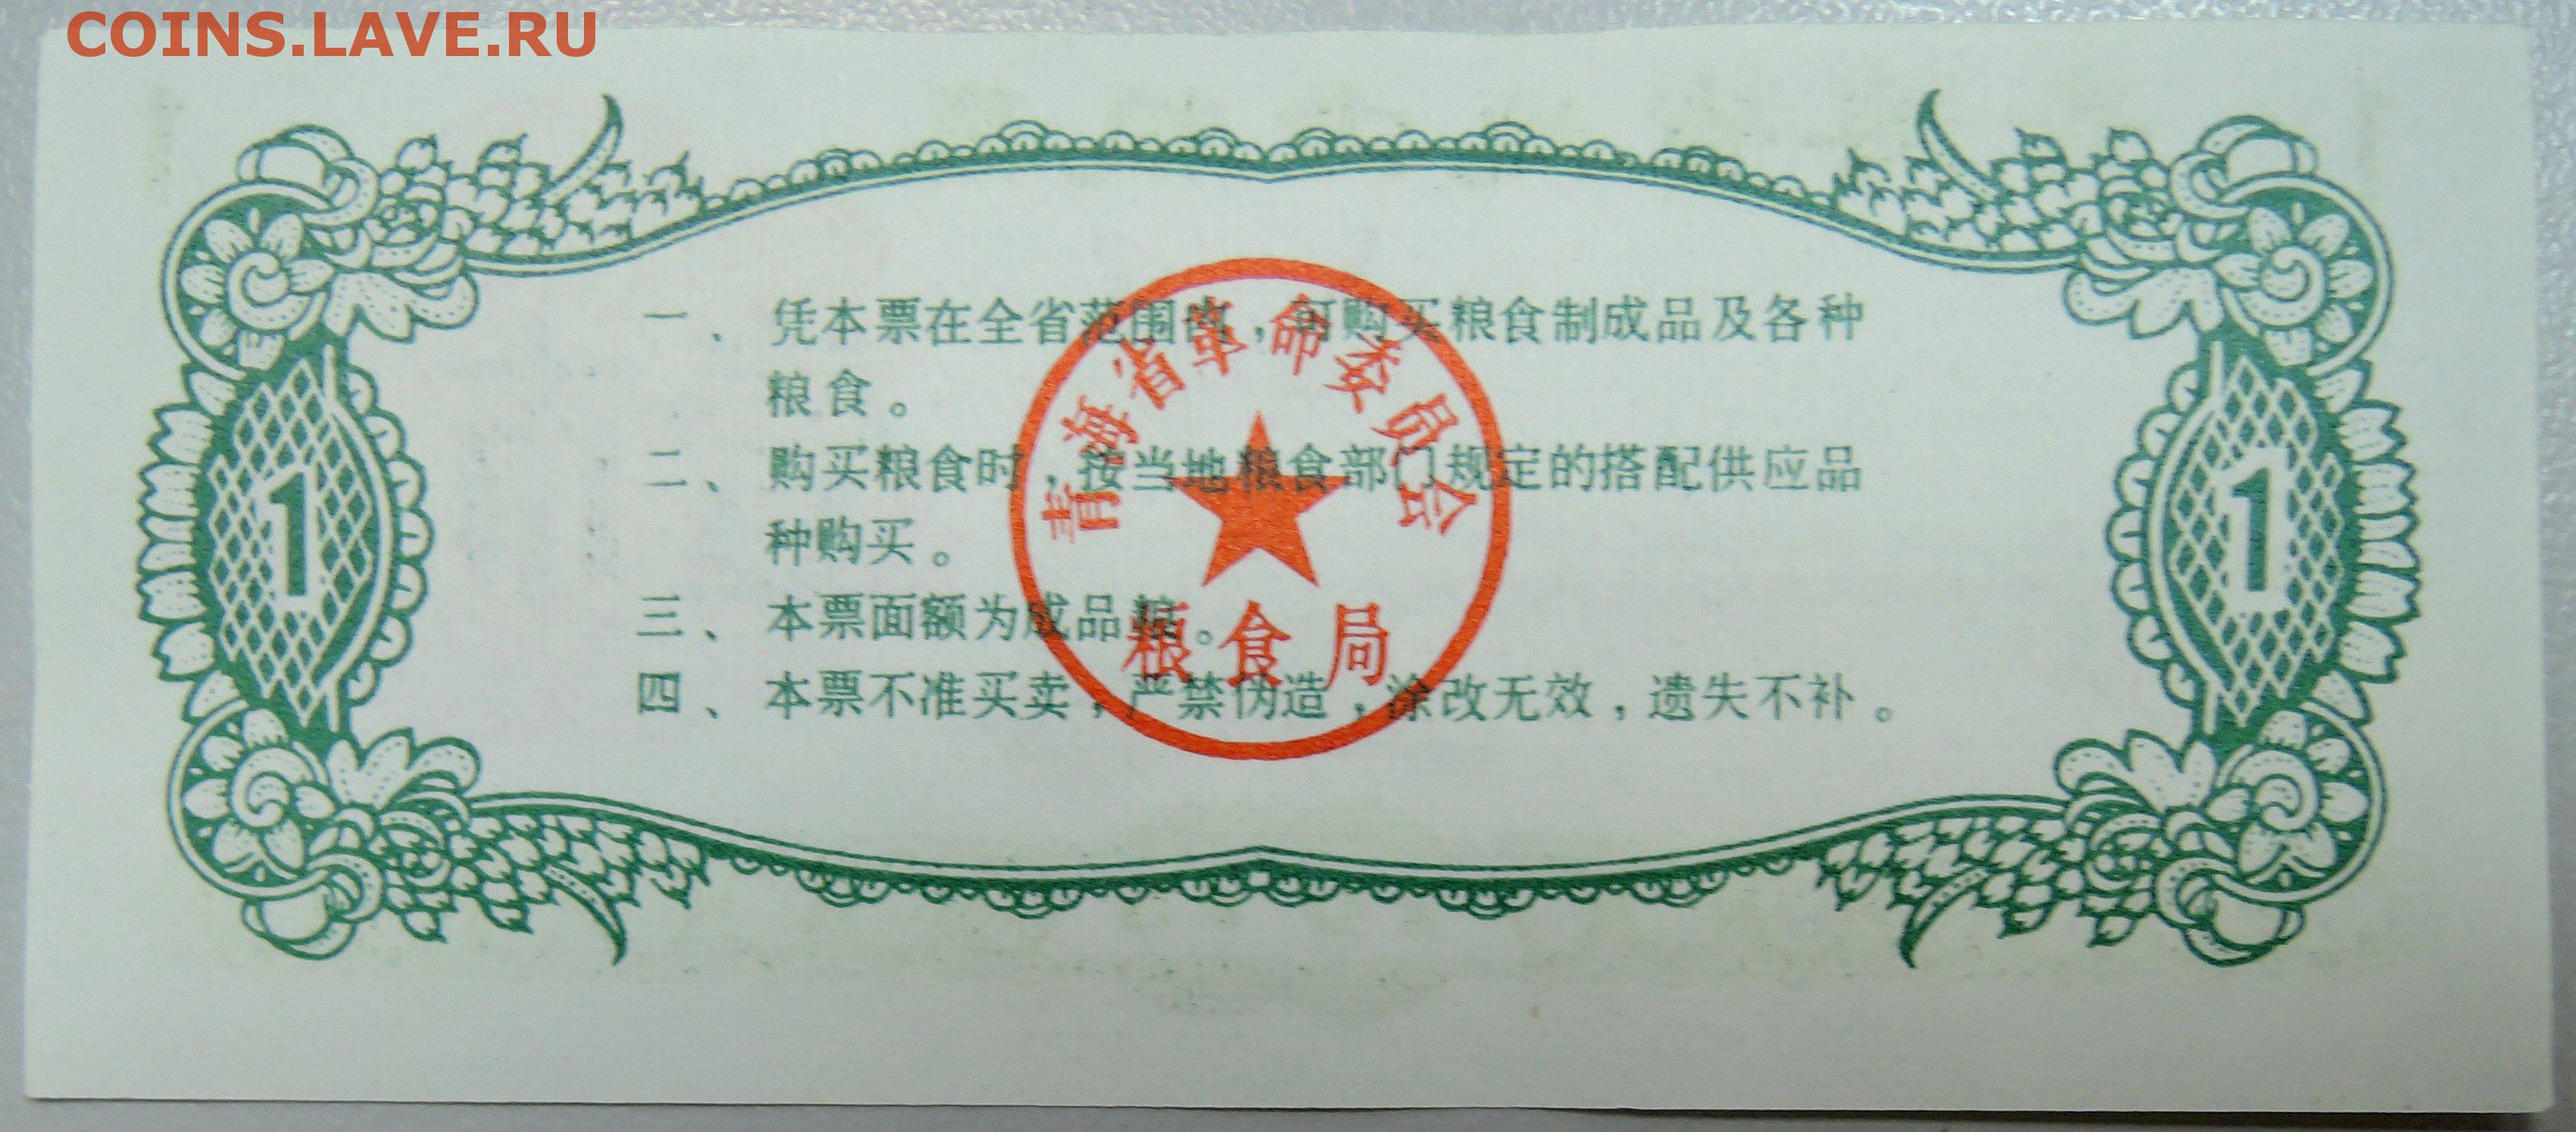 COINS.LAVE.RU
一、凭本票在全省范围内，可购买粮食制成品及各种
粮食。
二、购买粮食时，按当地粮食部门规定的搭配供应品
种购买。
三、本票面额为成品粮。
四、本票不准买卖，严禁伪造，涂改无效，遗失不补。
青海省革命委员会
粮食局
1
1